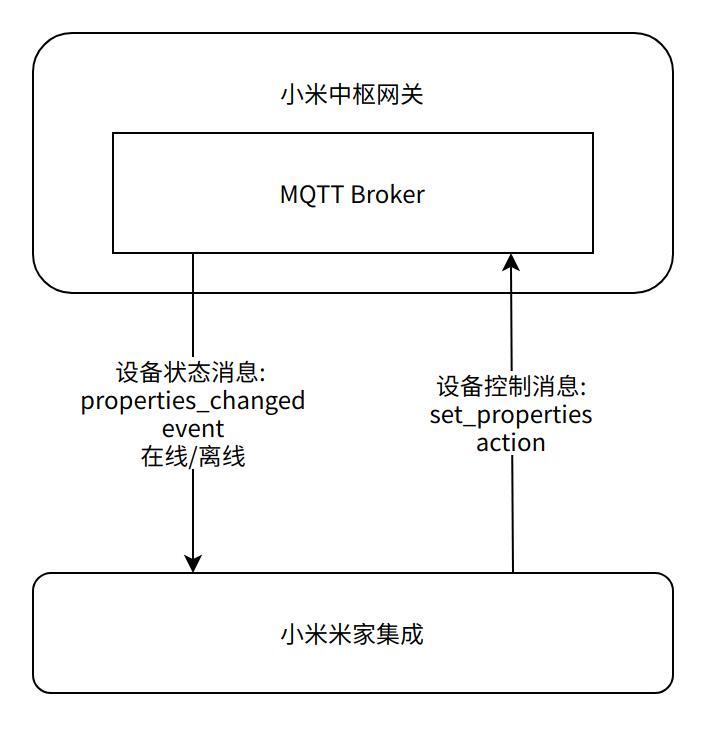 小米中枢网关
MQTT Broker
设备状态消息:
properties_changed
event
在线/离线
设备控制消息:
set_properties
action
小米米家集成